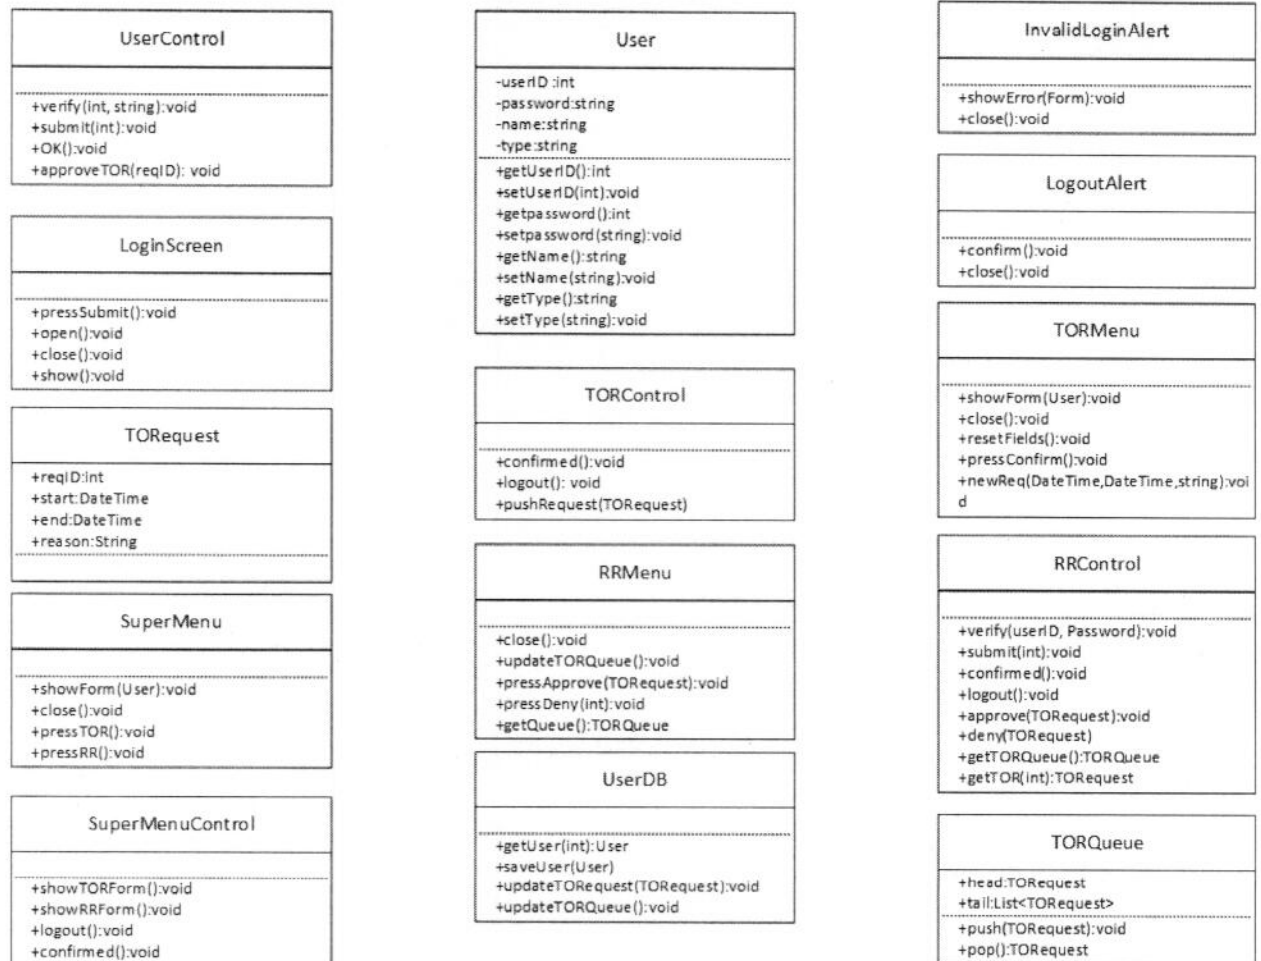 UserControl
+verify(int, string):void
+submit(int):void
+OK():void
+approveTOR(reqID): void
LoginScreen
+pressSubmit():void
+open():void
+close():void
+show():void
TORequest
+reqID:int
+start:DateTime
+end:DateTime
+reason:String
SuperMenu
+showForm(User):void
+close():void
+pressTOR():void
+pressRR():void
SuperMenuControl
+showTORForm():void
+showRRForm():void
+logout():void
+confirmed():void
User
-userID:int
-password:string
-name:string
-type:string
+getUserID():int
+setUserID(int):void
+getpassword():int
+setpassword(string):void
+getName():string
+setName(string):void
+getType():string
+setType(string):void
TORControl
+confirmed():void
+logout(): void
+pushRequest(TORequest)
RRMenu
+close():void
+updateTORQueue():void
+pressApprove(TORequest):void
+pressDeny(int):void
+getQueue():TORQueue
UserDB
+getUser(int):User
+saveUser(User)
+updateTORequest(TORequest):void
+updateTORQueue():void
InvalidLoginAlert
+showError(Form):void
+close():void
LogoutAlert
+confirm():void
+close():void
TORMenu
+showForm(User):void
+close():void
+resetFields():void
+pressConfirm():void
+newReq(DateTime,DateTime,string):voi
d
RRControl
+verify(userID, Password):void
+submit(int):void
+confirmed():void
+logout():void
+approve(TORequest):void
+deny(TORequest)
+getTORQueue():TORQueue
+getTOR(int):TORequest
TORQueue
+head:TORequest
+tail:List<TORequest>
+push(TORequest):void
+pop():TORequest